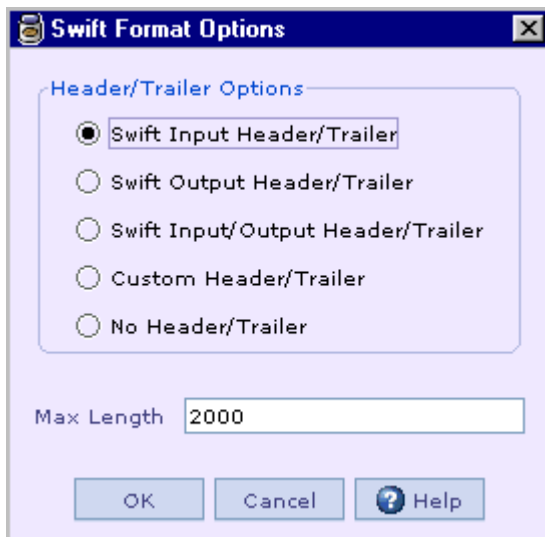 Swift Format Options
Header/Trailer Options
Swift Input Header/Trailer
Swift Output Header/Trailer
Swift Input/Output Header/Trailer
Custom Header/Trailer
No Header/Trailer
Max Length 2000
OK Cancel Help